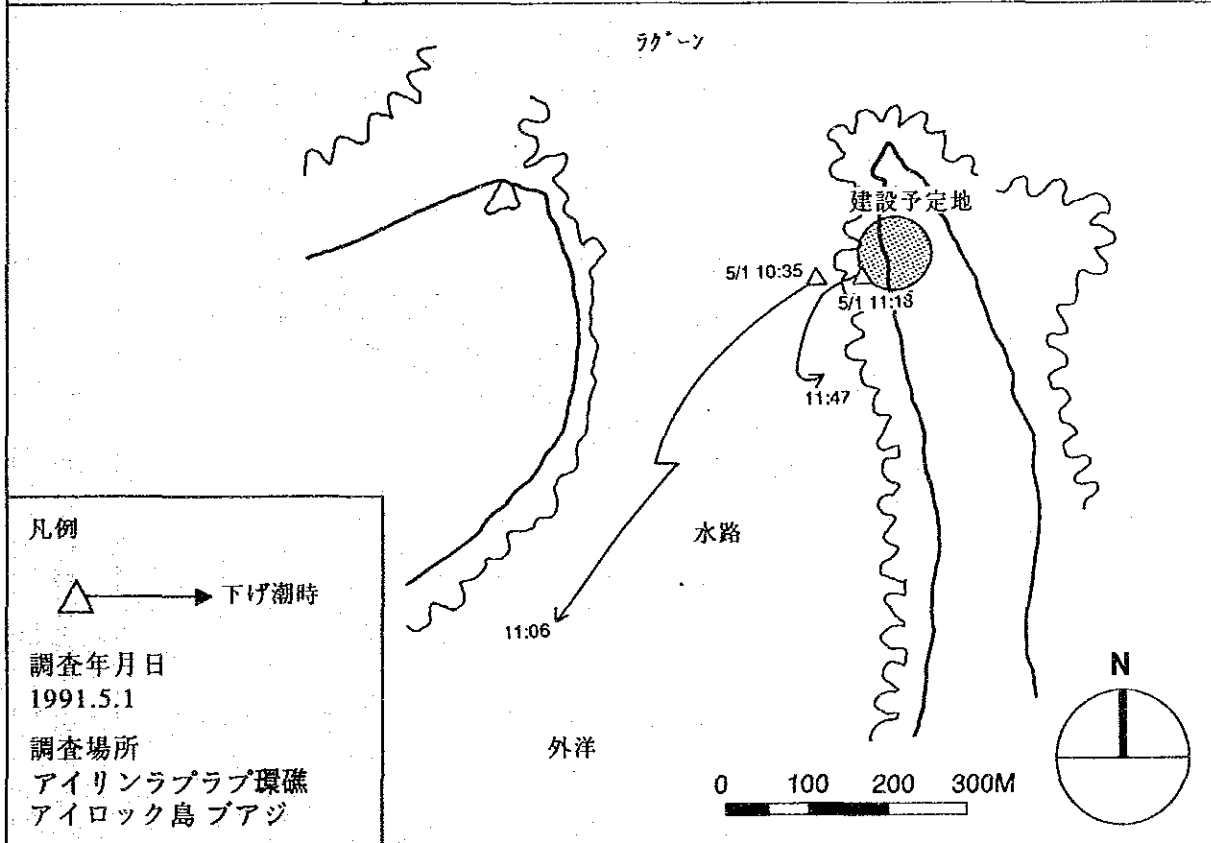 ラグーン
建設予定地
5/1 10:35
5/1 11:18
11:47
水路
11:06
外洋
凡例
下げ潮時
調査年月日
1991.5.1
調査場所
アイリンラプラプ環礁
アイロック島 ブアジ
N
0 100 200 300M